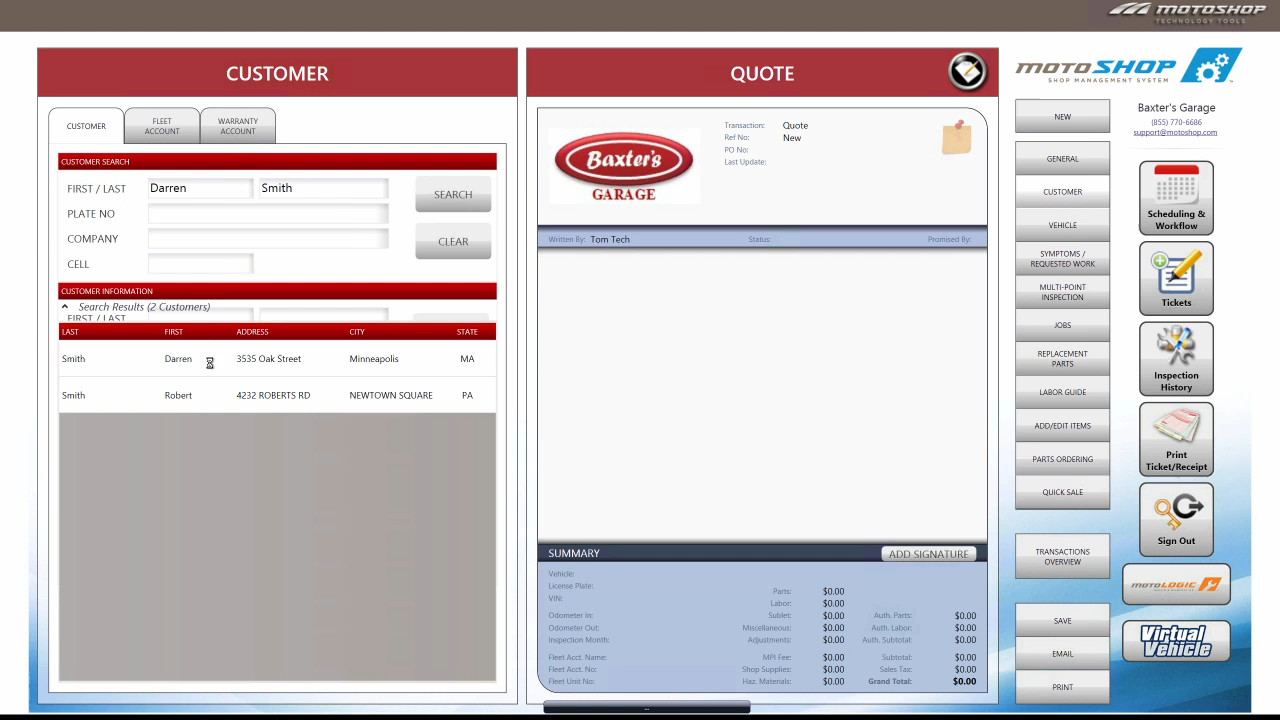 MOTOSHOP
TECHNOLOGY TOOLS
CUSTOMER
CUSTOMER
FLEET
ACCOUNT
WARRANTY
ACCOUNT
CUSTOMER SEARCH
FIRST / LAST Darren Smith SEARCH
PLATE NO
COMPANY CLEAR
CELL
CUSTOMER INFORMATION
Search Results (2 Customers)
FIRST / LAST
LAST FIRST ADDRESS CITY STATE
Smith Darren 3535 Oak Street Minneapolis MA
Smith Robert 4232 ROBERTS RD NEWTOWN SQUARE PA
QUOTE
Baxter's
GARAGE
Transaction: Quote
Ref No: New
PO No:
Last Update:
Written By: Tom Tech Status: Promised By:
SUMMARY ADD SIGNATURE
Vehicle:
License Plate:
VIN:
Odometer In:
Odometer Out:
Inspection Month:
Fleet Acct. Name:
Fleet Acct. No:
Fleet Unit No:
Parts: $0.00
Labor: $0.00
Sublet: $0.00 Auth. Parts: $0.00
Miscellaneous: $0.00 Auth. Labor: $0.00
Adjustments: $0.00 Auth. Subtotal: $0.00
MPI Fee: $0.00 Subtotal: $0.00
Shop Supplies: $0.00 Sales Tax: $0.00
Haz. Materials: $0.00 Grand Total: $0.00
...
motoSHOP
SHOP MANAGEMENT SYSTEM
NEW
GENERAL
CUSTOMER
VEHICLE
SYMPTOMS /
REQUESTED WORK
MULTI-POINT
INSPECTION
JOBS
REPLACEMENT
PARTS
LABOR GUIDE
ADD/EDIT ITEMS
PARTS ORDERING
QUICK SALE
TRANSACTIONS
OVERVIEW
SAVE
EMAIL
PRINT
Baxter's Garage
(855) 770-6686
support@motoshop.com
Scheduling &
Workflow
Tickets
Inspection
History
Print
Ticket/Receipt
Sign Out
motoLOGIC
Virtual
Vehicle